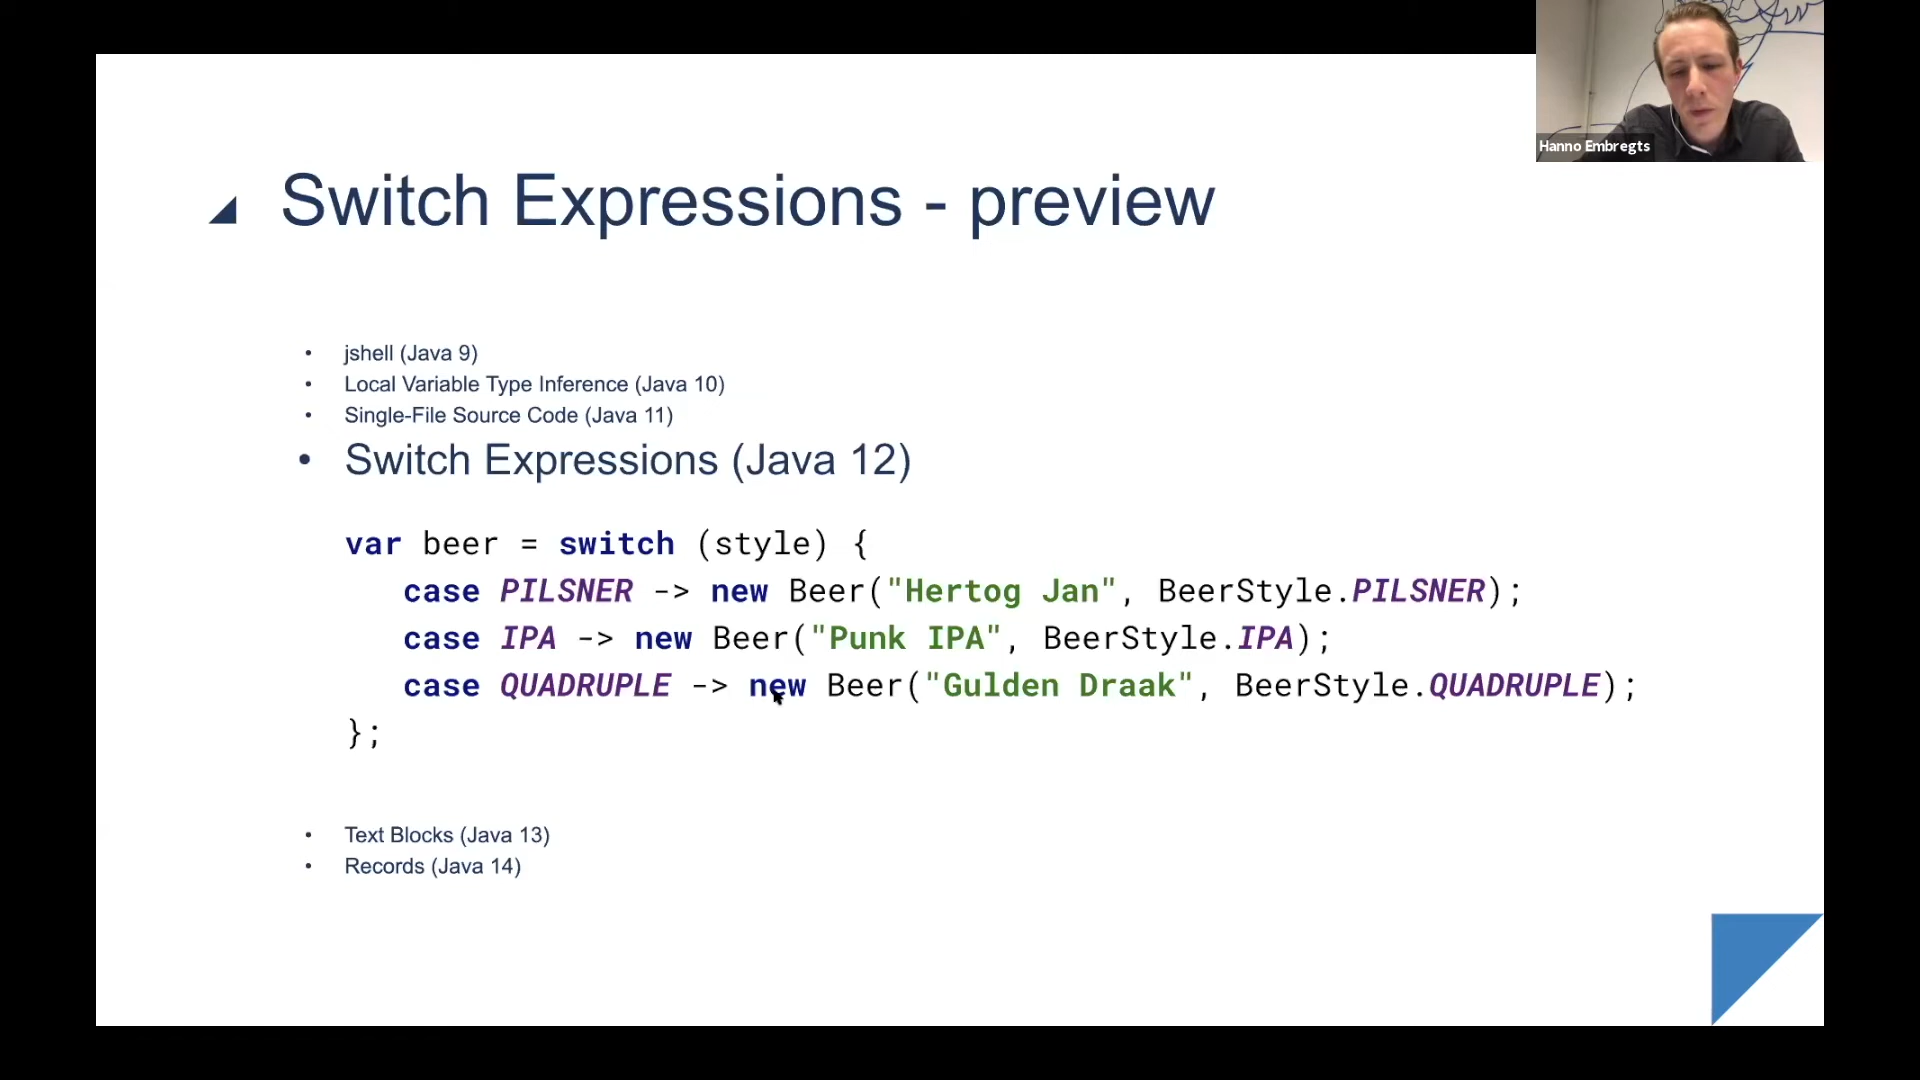 Hanno Embregts
Switch Expressions - preview
• jshell (Java 9)
• Local Variable Type Inference (Java 10)
• Single-File Source Code (Java 11)
• Switch Expressions (Java 12)
var beer = switch (style) {
   case PILSNER -> new Beer("Hertog Jan", BeerStyle.PILSNER);
   case IPA -> new Beer("Punk IPA", BeerStyle.IPA);
   case QUADRUPLE -> new Beer("Gulden Draak", BeerStyle.QUADRUPLE);
};
• Text Blocks (Java 13)
• Records (Java 14)